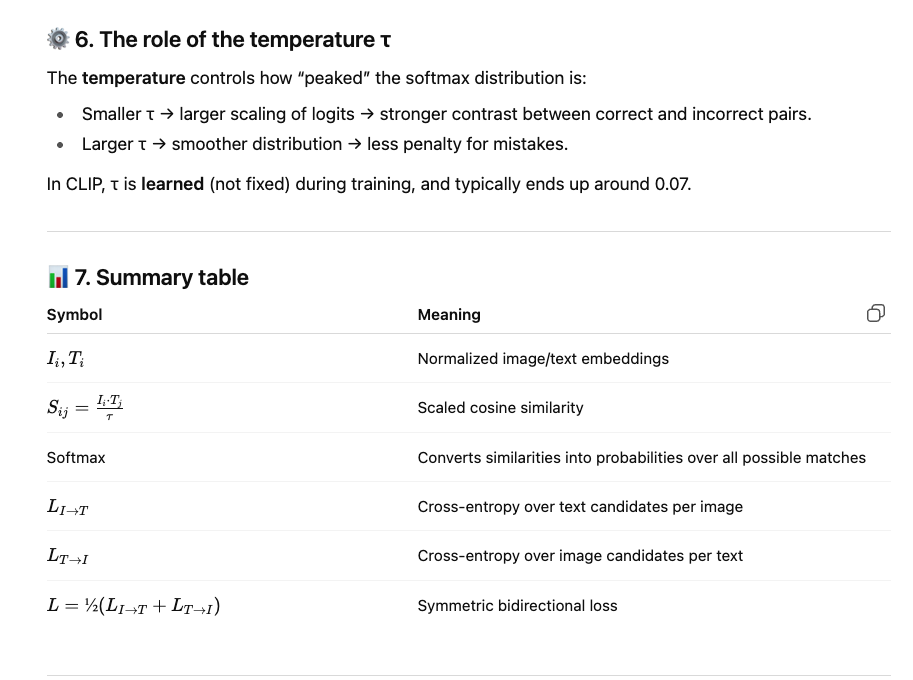 ⚙️ 6. The role of the temperature τ
The temperature controls how “peaked” the softmax distribution is:
• Smaller τ → larger scaling of logits → stronger contrast between correct and incorrect pairs.
• Larger τ → smoother distribution → less penalty for mistakes.
In CLIP, τ is learned (not fixed) during training, and typically ends up around 0.07.
📊 7. Summary table
Symbol Meaning
I_i, T_i Normalized image/text embeddings
S_{ij} = \frac{I_i \cdot T_j}{τ} Scaled cosine similarity
Softmax Converts similarities into probabilities over all possible matches
L_{I→T} Cross-entropy over text candidates per image
L_{T→I} Cross-entropy over image candidates per text
L = ½(L_{I→T} + L_{T→I}) Symmetric bidirectional loss